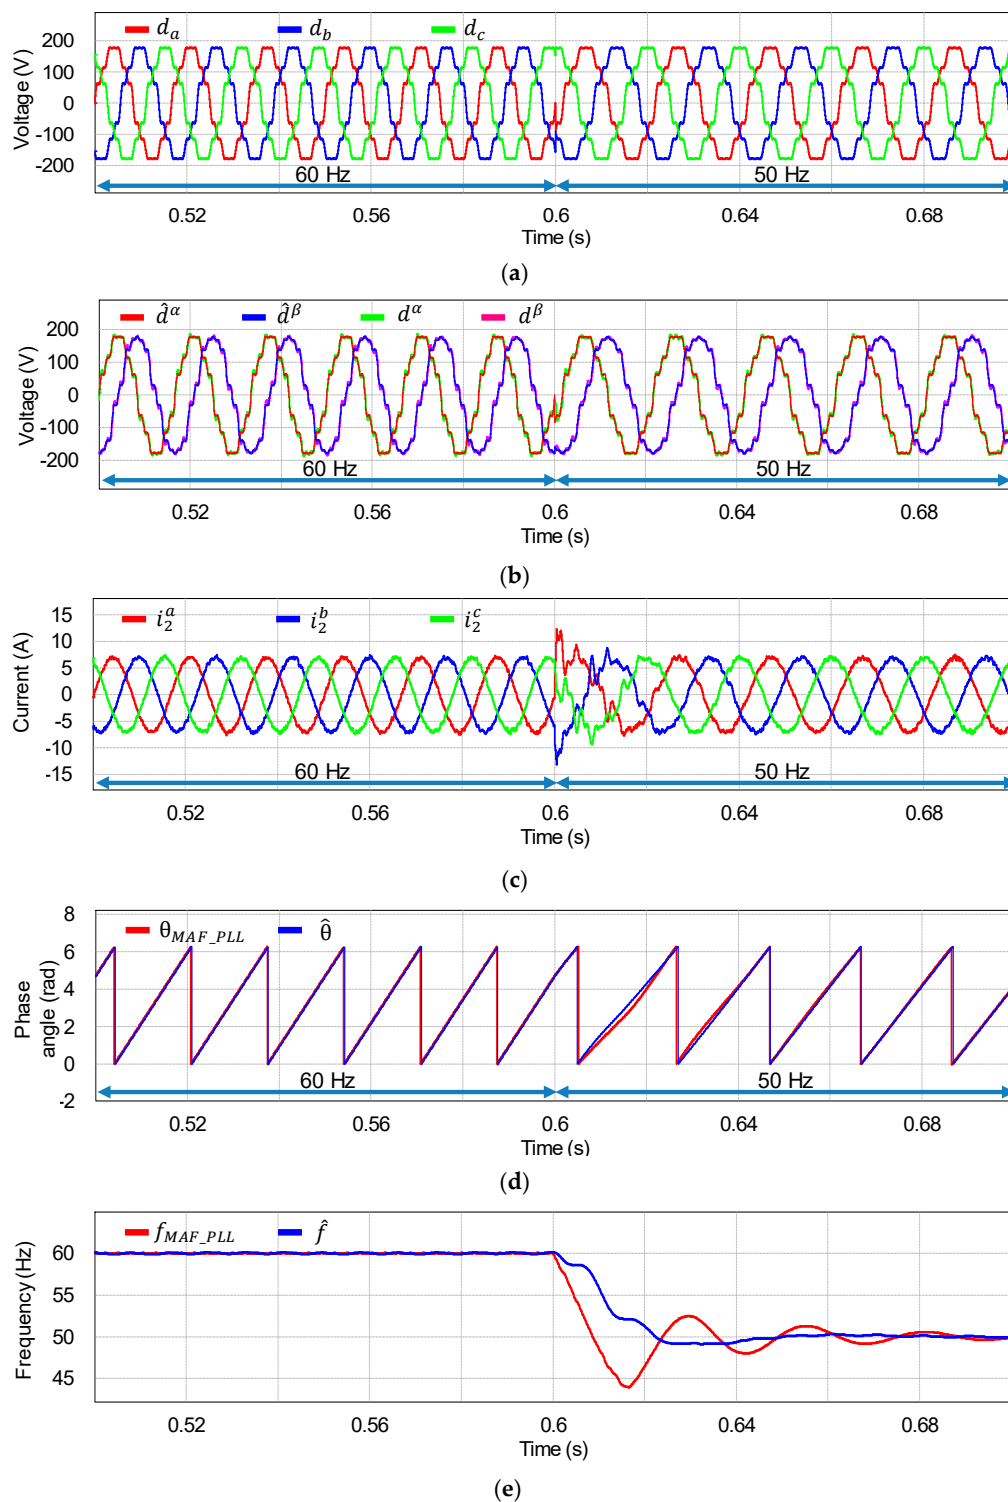 d_a d_b d_c
Voltage (V)
200
100
0
-100
-200
60 Hz 50 Hz
0.52 0.56 0.6 0.64 0.68
Time (s)
(a)
d̂^α d̂^β d^α d^β
Voltage (V)
200
100
0
-100
-200
60 Hz 50 Hz
0.52 0.56 0.6 0.64 0.68
Time (s)
(b)
i_2^a i_2^b i_2^c
Current (A)
15
10
5
0
-5
-10
-15
60 Hz 50 Hz
0.52 0.56 0.6 0.64 0.68
Time (s)
(c)
θ_MAF_PLL θ̂
Phase
angle (rad)
8
6
4
2
0
-2
60 Hz 50 Hz
0.52 0.56 0.6 0.64 0.68
Time (s)
(d)
f_MAF_PLL f̂
Frequency (Hz)
60
55
50
45
0.52 0.56 0.6 0.64 0.68
Time (s)
(e)